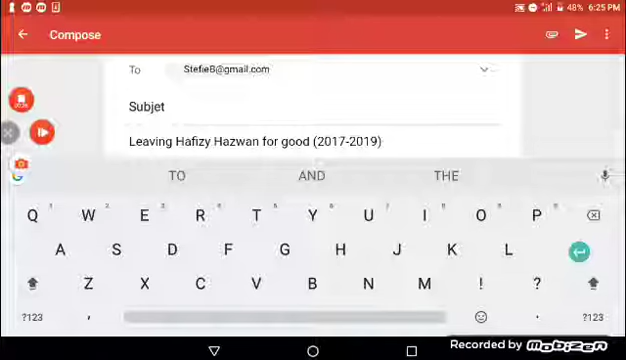 48% 6:25 PM
Compose
To StefieB@gmail.com
Subjet
Leaving Hafizy Hazwan for good (2017-2019)
TO AND THE
Q W E R T Y U I O P
A S D F G H J K L
Z X C V B N M ! ?
?123 , . ?123
Recorded by MOBIZEN